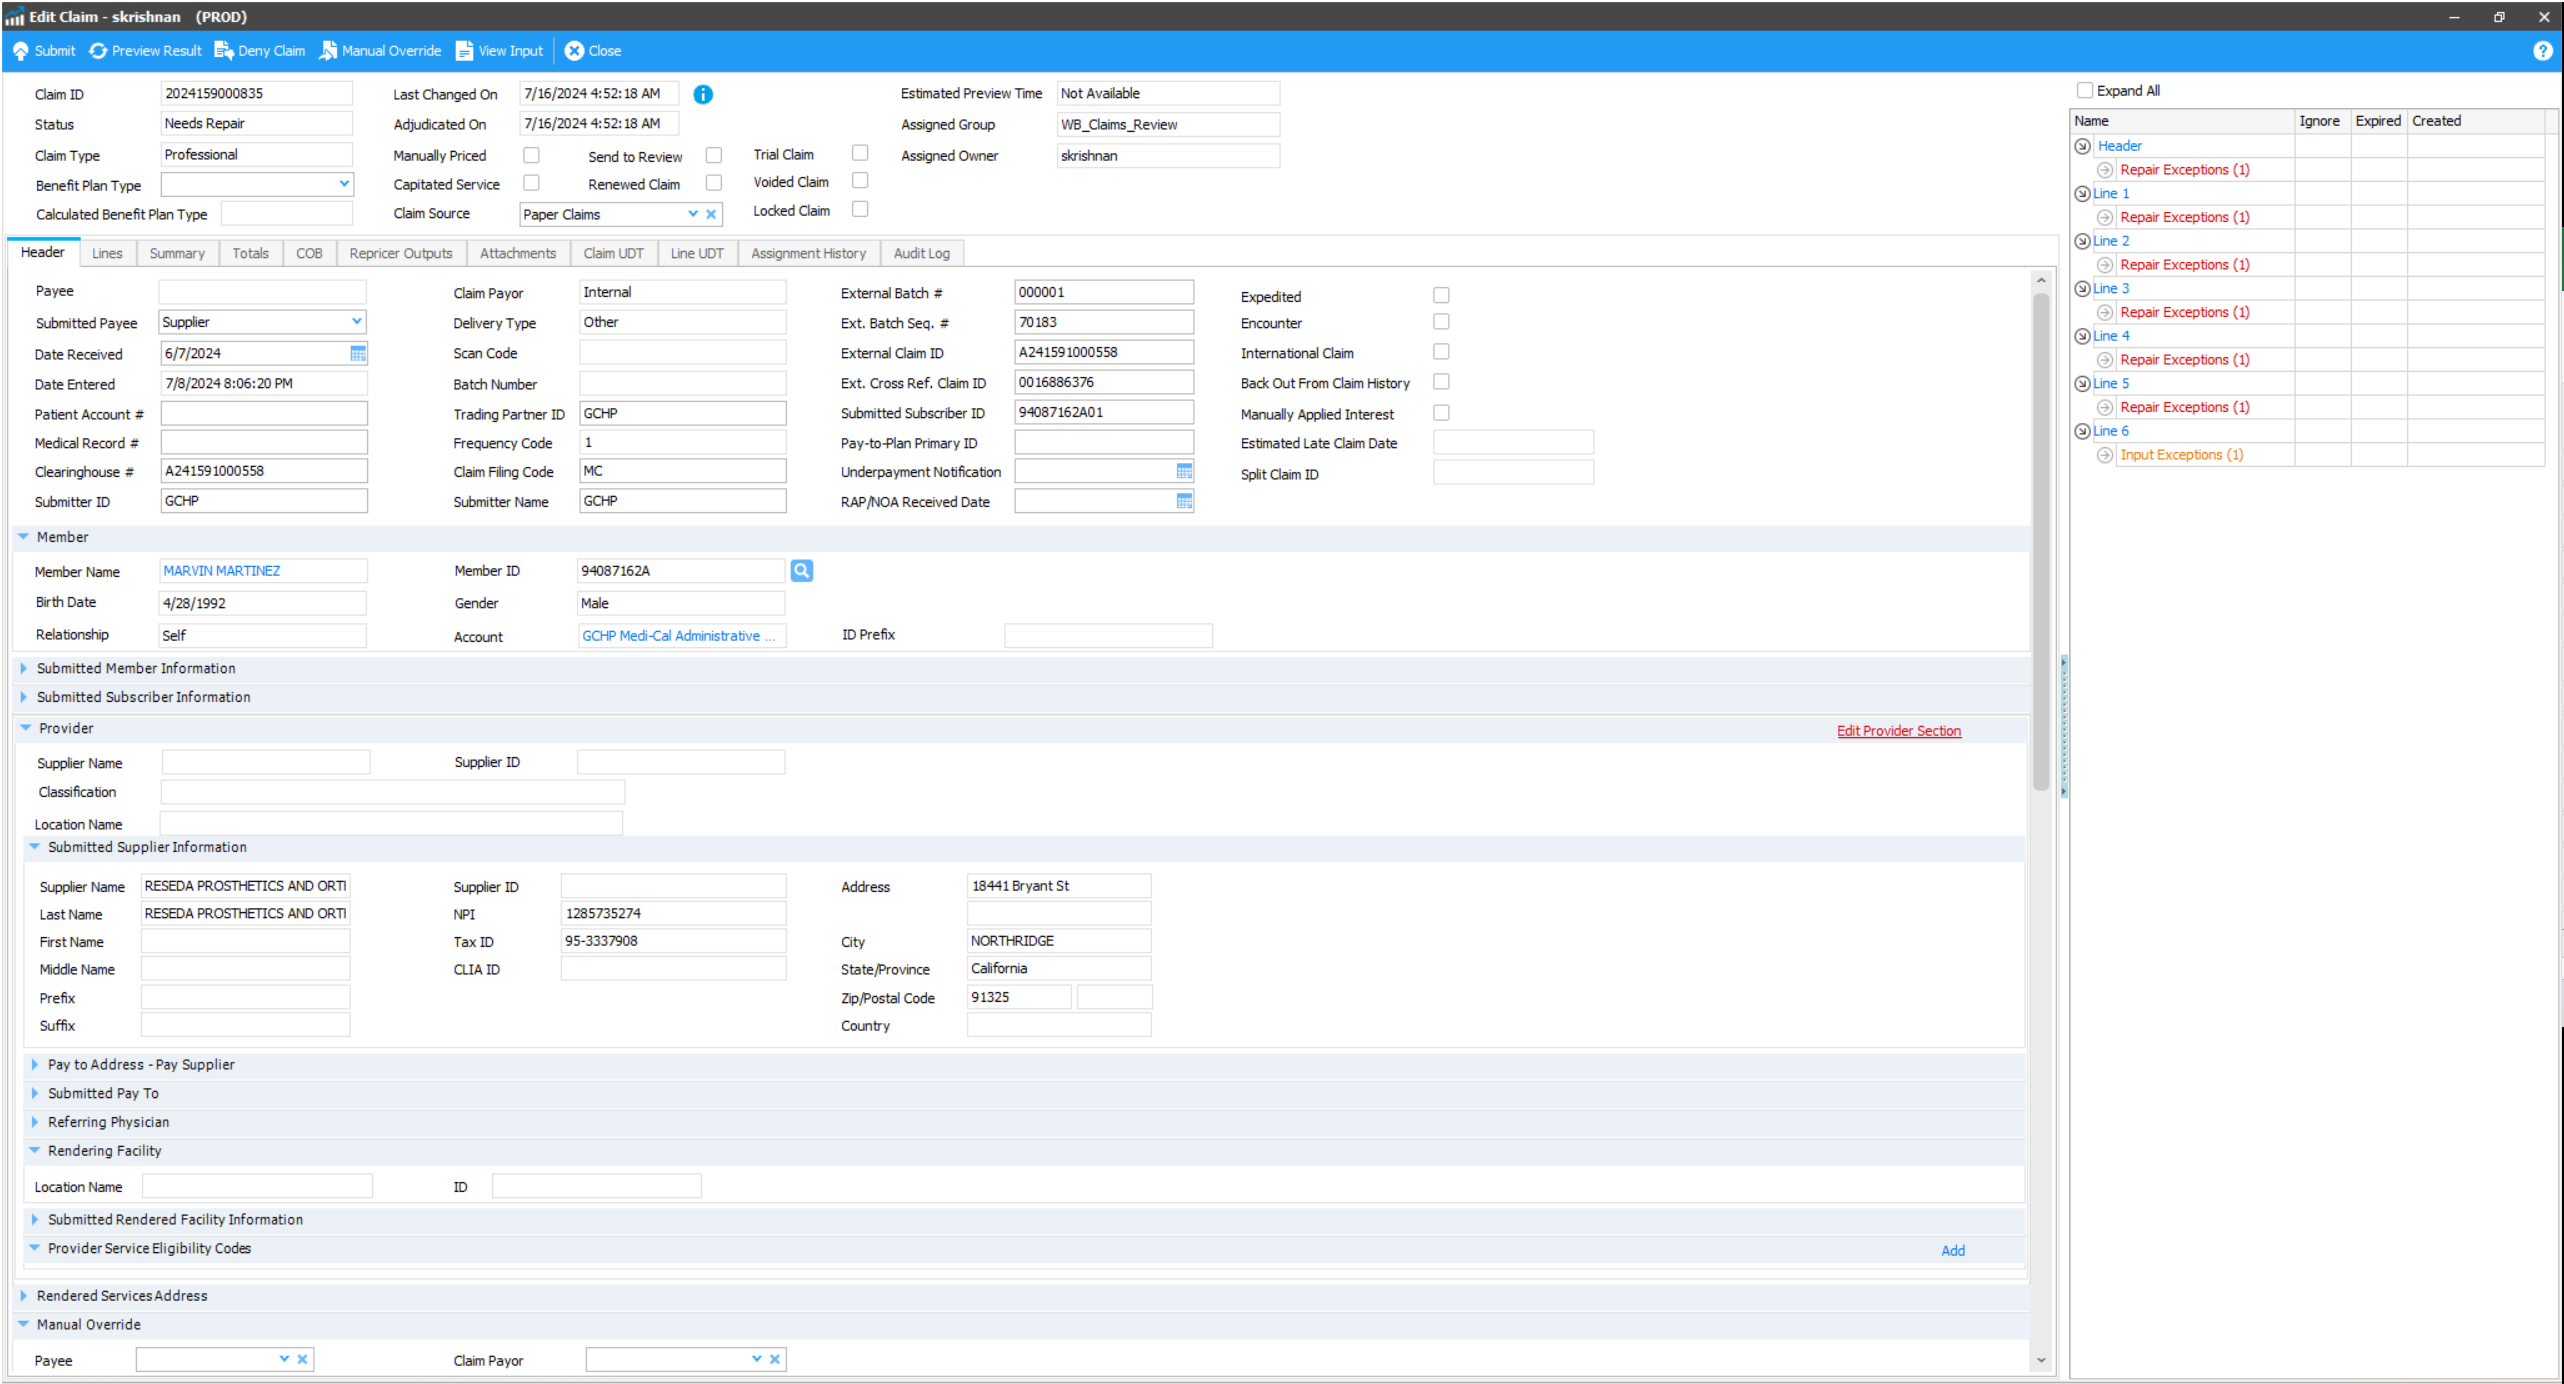 Edit Claim - skrishnan   (PROD)
Submit Preview Result Deny Claim Manual Override View Input Close
Claim ID 2024159000835 Last Changed On 7/16/2024 4:52:18 AM Estimated Preview Time Not Available
Status Needs Repair Adjudicated On 7/16/2024 4:52:18 AM Assigned Group WB_Claims_Review
Claim Type Professional Manually Priced Send to Review Trial Claim Assigned Owner skrishnan
Benefit Plan Type Capitated Service Renewed Claim Voided Claim
Calculated Benefit Plan Type Claim Source Paper Claims Locked Claim
Header Lines Summary Totals COB Repricer Outputs Attachments Claim UDT Line UDT Assignment History Audit Log
Payee Claim Payor Internal External Batch # 000001 Expedited
Submitted Payee Supplier Delivery Type Other Ext. Batch Seq. # 70183 Encounter
Date Received 6/7/2024 Scan Code External Claim ID A241591000558 International Claim
Date Entered 7/8/2024 8:06:20 PM Batch Number Ext. Cross Ref. Claim ID 0016886376 Back Out From Claim History
Patient Account # Trading Partner ID GCHP Submitted Subscriber ID 94087162A01 Manually Applied Interest
Medical Record # Frequency Code 1 Pay-to-Plan Primary ID Estimated Late Claim Date
Clearinghouse # A241591000558 Claim Filing Code MC Underpayment Notification Split Claim ID
Submitter ID GCHP Submitter Name GCHP RAP/NOA Received Date
Member
Member Name MARVIN MARTINEZ Member ID 94087162A
Birth Date 4/28/1992 Gender Male
Relationship Self Account GCHP Medi-Cal Administrative ... ID Prefix
Submitted Member Information
Submitted Subscriber Information
Provider Edit Provider Section
Supplier Name Supplier ID
Classification
Location Name
Submitted Supplier Information
Supplier Name RESEDA PROSTHETICS AND ORTI Supplier ID Address 18441 Bryant St
Last Name RESEDA PROSTHETICS AND ORTI NPI 1285735274
First Name Tax ID 95-3337908 City NORTHRIDGE
Middle Name CLIA ID State/Province California
Prefix Zip/Postal Code 91325
Suffix Country
Pay to Address - Pay Supplier
Submitted Pay To
Referring Physician
Rendering Facility
Location Name ID
Submitted Rendered Facility Information
Provider Service Eligibility Codes Add
Rendered Services Address
Manual Override
Payee Claim Payor
Expand All
Name Ignore Expired Created
Header
Repair Exceptions (1)
Line 1
Repair Exceptions (1)
Line 2
Repair Exceptions (1)
Line 3
Repair Exceptions (1)
Line 4
Repair Exceptions (1)
Line 5
Repair Exceptions (1)
Line 6
Input Exceptions (1)